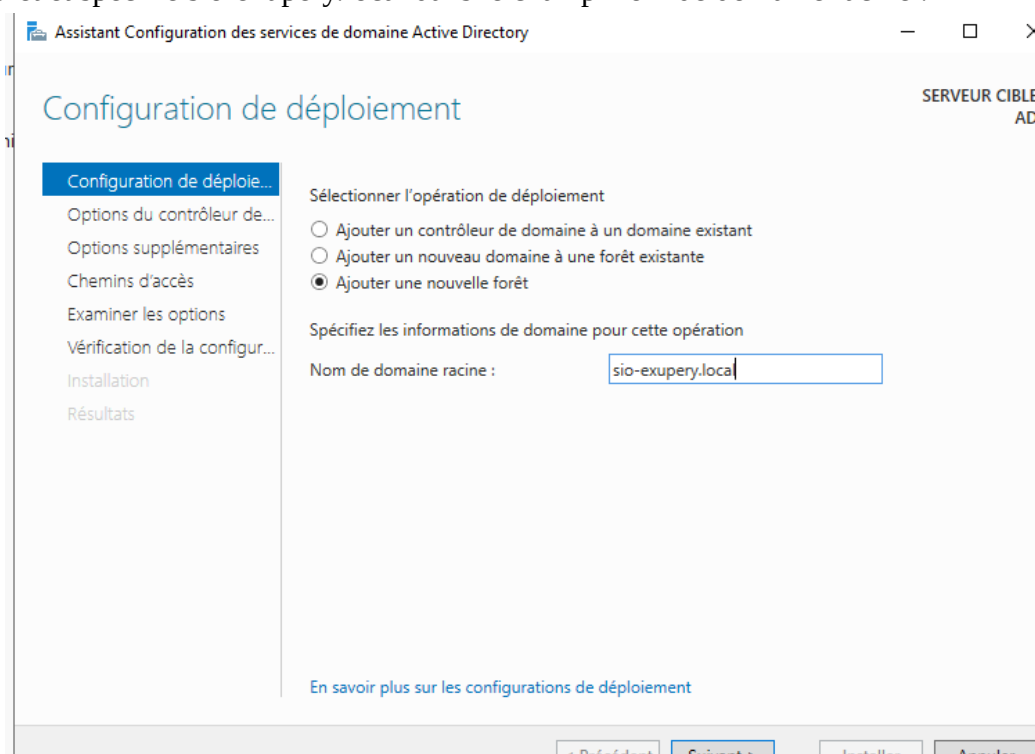 Assistant Configuration des services de domaine Active Directory
Configuration de déploiement
SERVEUR CIBLE
AD
Configuration de déploie...
Options du contrôleur de...
Options supplémentaires
Chemins d'accès
Examiner les options
Vérification de la configur...
Installation
Résultats
Sélectionner l'opération de déploiement
Ajouter un contrôleur de domaine à un domaine existant
Ajouter un nouveau domaine à une forêt existante
Ajouter une nouvelle forêt
Spécifiez les informations de domaine pour cette opération
Nom de domaine racine :
sio-exupery.local
En savoir plus sur les configurations de déploiement
< Précédent
Suivant >
Installer
Annuler